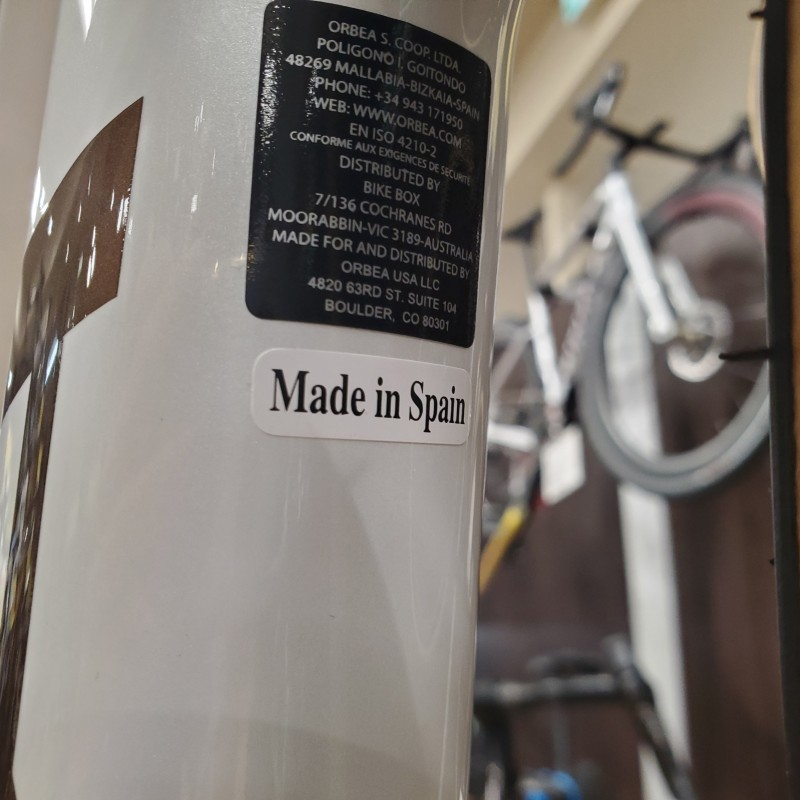 ORBEA S. COOP. LTDA.
POLIGONO I. GOITONDO
48269 MALLABIA-BIZKAIA-SPAIN
PHONE: +34 943 171950
WEB: WWW.ORBEA.COM
EN ISO 4210-2
CONFORME AUX EXIGENCES DE SECURITE
DISTRIBUTED BY
BIKE BOX
7/136 COCHRANES RD
MOORABBIN-VIC 3189-AUSTRALIA
MADE FOR AND DISTRIBUTED BY
ORBEA USA LLC
4820 63RD ST. SUITE 104
BOULDER, CO 80301
Made in Spain